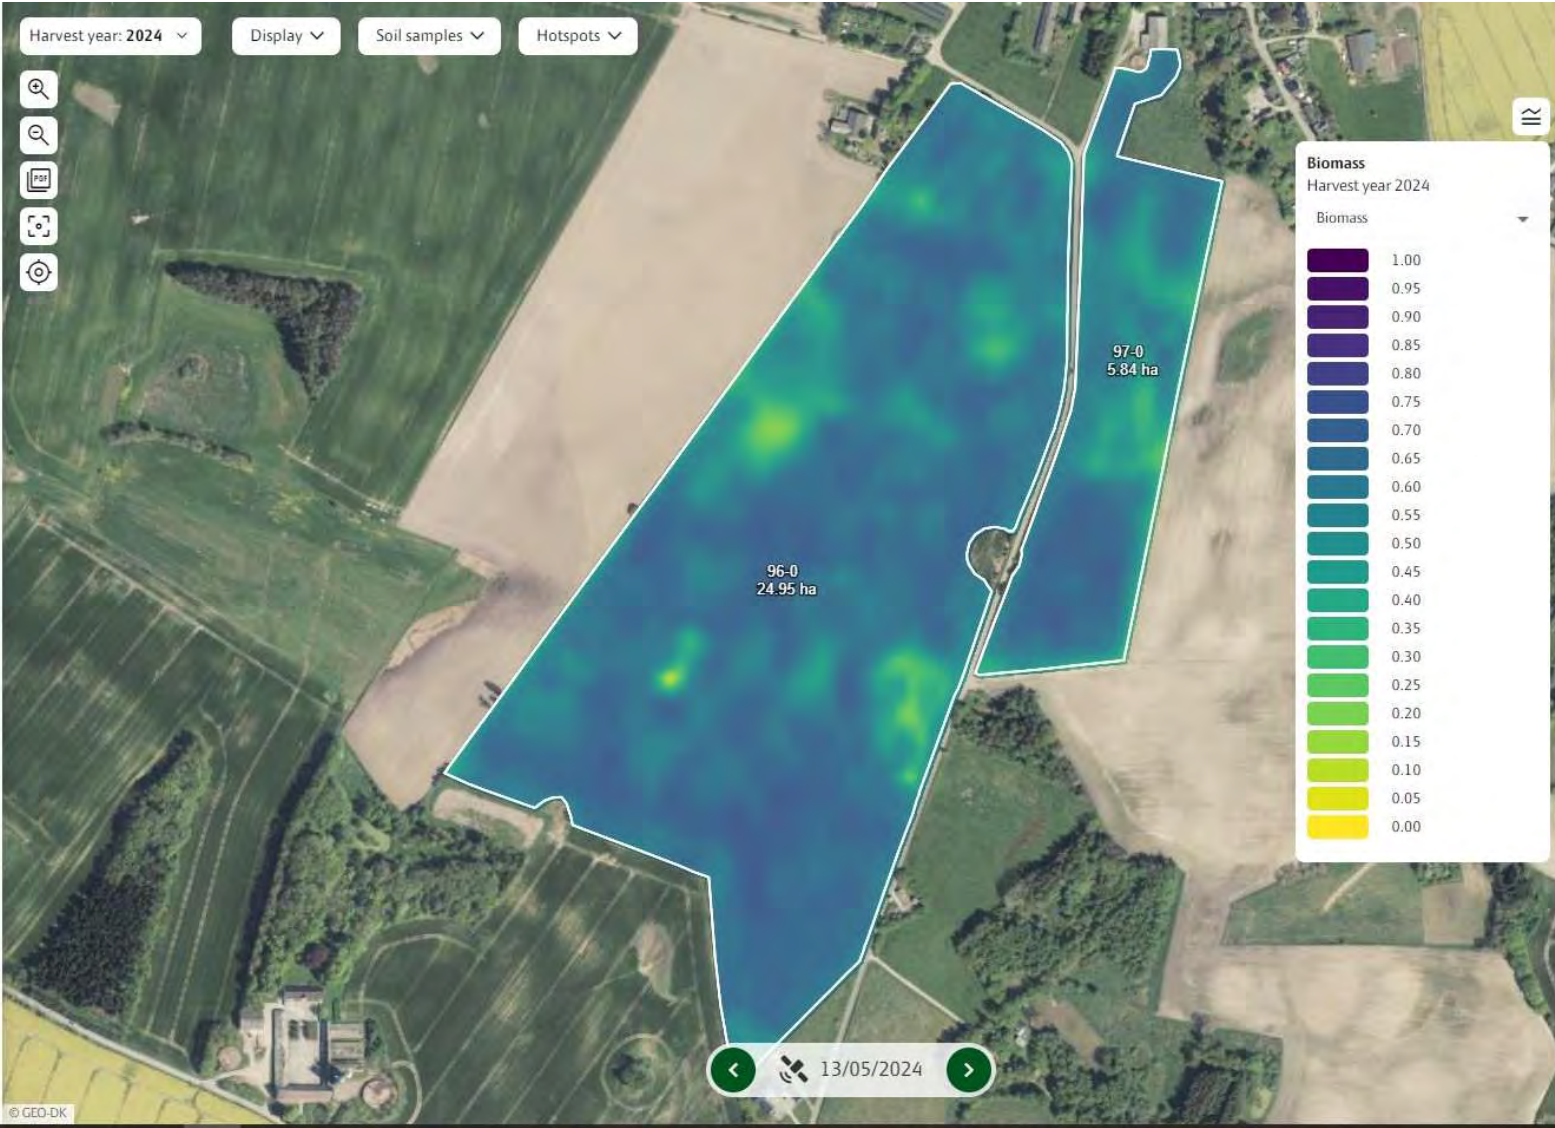 Harvest year: 2024
Display
Soil samples
Hotspots
PDF
Biomass
Harvest year 2024
Biomass
1.00
0.95
0.90
0.85
0.80
0.75
0.70
0.65
0.60
0.55
0.50
0.45
0.40
0.35
0.30
0.25
0.20
0.15
0.10
0.05
0.00
97-0
5.84 ha
96-0
24.95 ha
13/05/2024
© GEO-DK